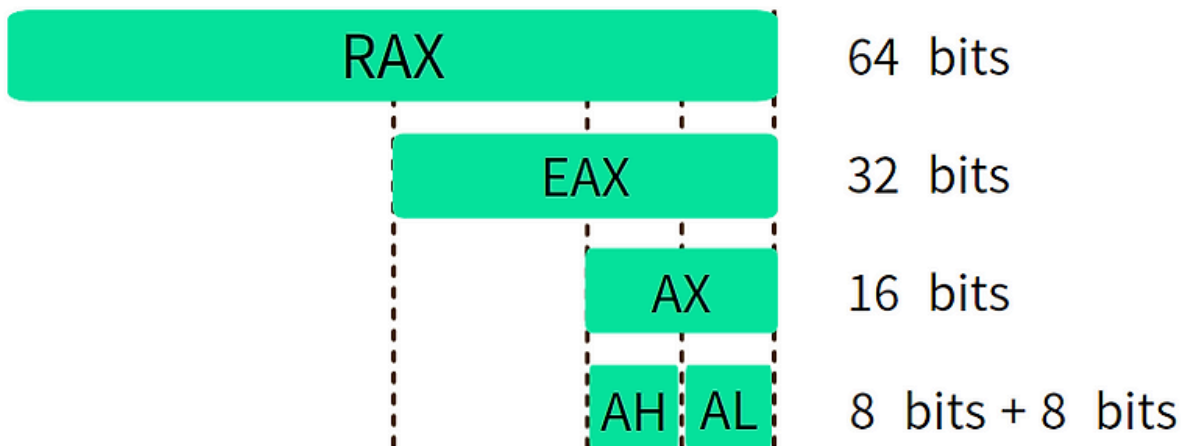 RAX 64 bits
EAX 32 bits
AX 16 bits
AH AL 8 bits + 8 bits